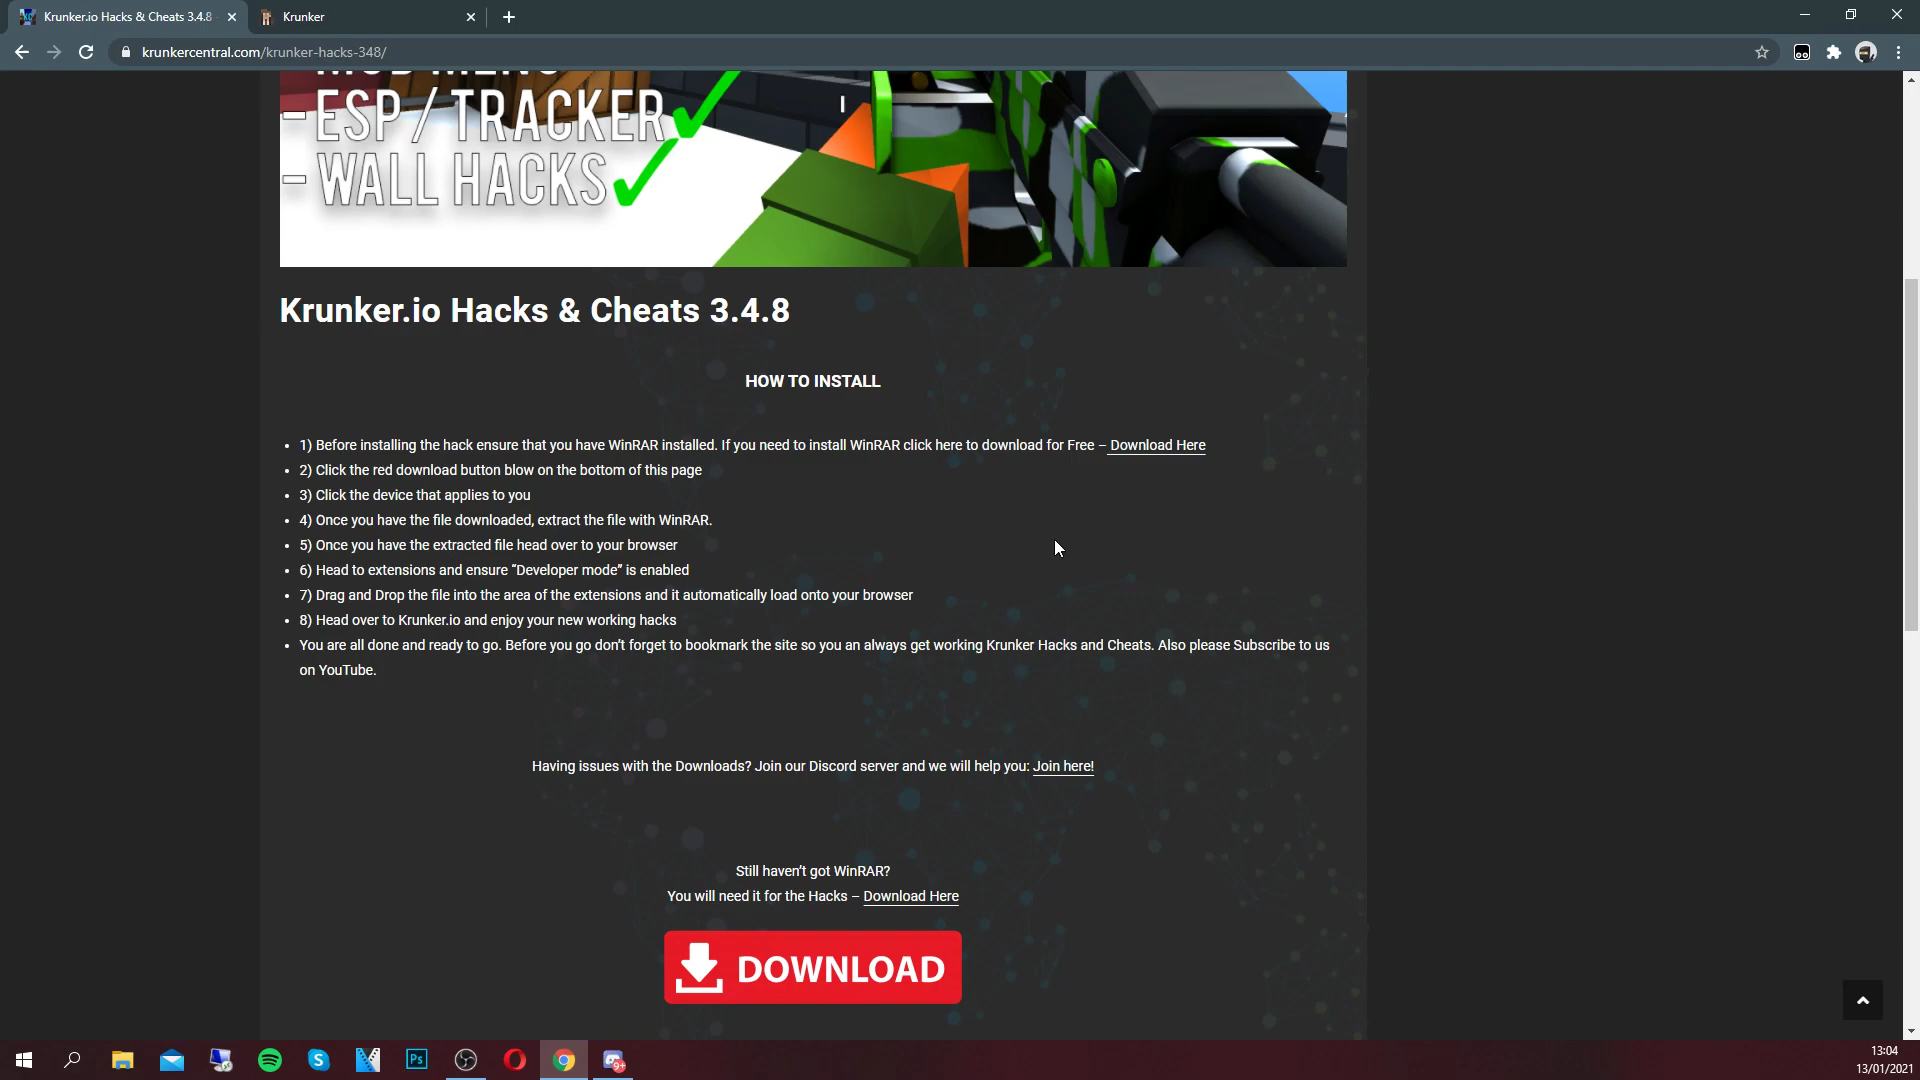 Krunker.io Hacks & Cheats 3.4.8
Krunker
krunkercentral.com/krunker-hacks-348/
- ESP / TRACKER
- WALL HACKS
Krunker.io Hacks & Cheats 3.4.8
HOW TO INSTALL
• 1) Before installing the hack ensure that you have WinRAR installed. If you need to install WinRAR click here to download for Free – Download Here
• 2) Click the red download button blow on the bottom of this page
• 3) Click the device that applies to you
• 4) Once you have the file downloaded, extract the file with WinRAR.
• 5) Once you have the extracted file head over to your browser
• 6) Head to extensions and ensure “Developer mode” is enabled
• 7) Drag and Drop the file into the area of the extensions and it automatically load onto your browser
• 8) Head over to Krunker.io and enjoy your new working hacks
• You are all done and ready to go. Before you go don’t forget to bookmark the site so you an always get working Krunker Hacks and Cheats. Also please Subscribe to us
on YouTube.
Having issues with the Downloads? Join our Discord server and we will help you: Join here!
Still haven’t got WinRAR?
You will need it for the Hacks – Download Here
DOWNLOAD
Ps
9+
13:04
13/01/2021